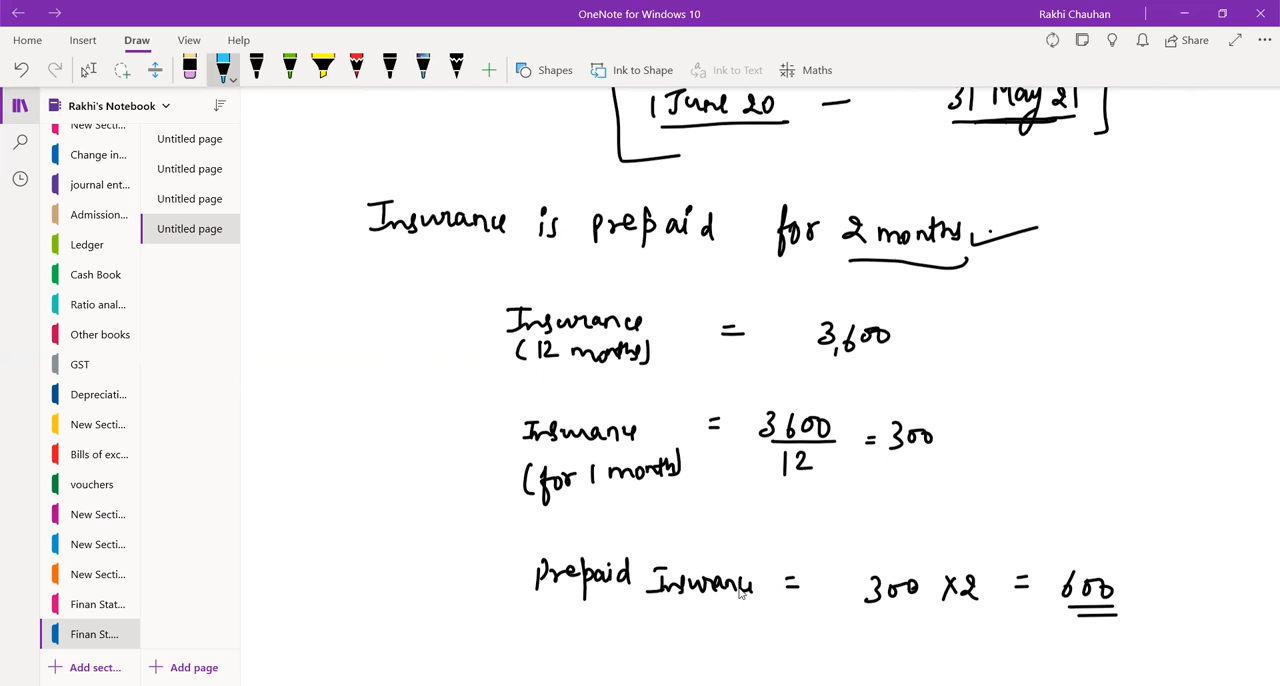 OneNote for Windows 10
Rakhi Chauhan
Home Insert Draw View Help
Share
Shapes Ink to Shape Ink to Text Maths
Rakhi's Notebook
New Secti...
Change in...
journal ent...
Admission...
Ledger
Cash Book
Ratio anal...
Other books
GST
Depreciati...
New Secti...
Bills of exc...
vouchers
New Secti...
New Secti...
New Secti...
Finan Stat...
Finan St....
Add sect...
Untitled page
Untitled page
Untitled page
Untitled page
Add page
1 June 20 — 31 May 21
Insurance is prepaid for 2 months.
Insurance = 3,600
(12 months)
Insurance = 3600/12 = 300
(for 1 month)
Prepaid Insurance = 300 x2 = 600